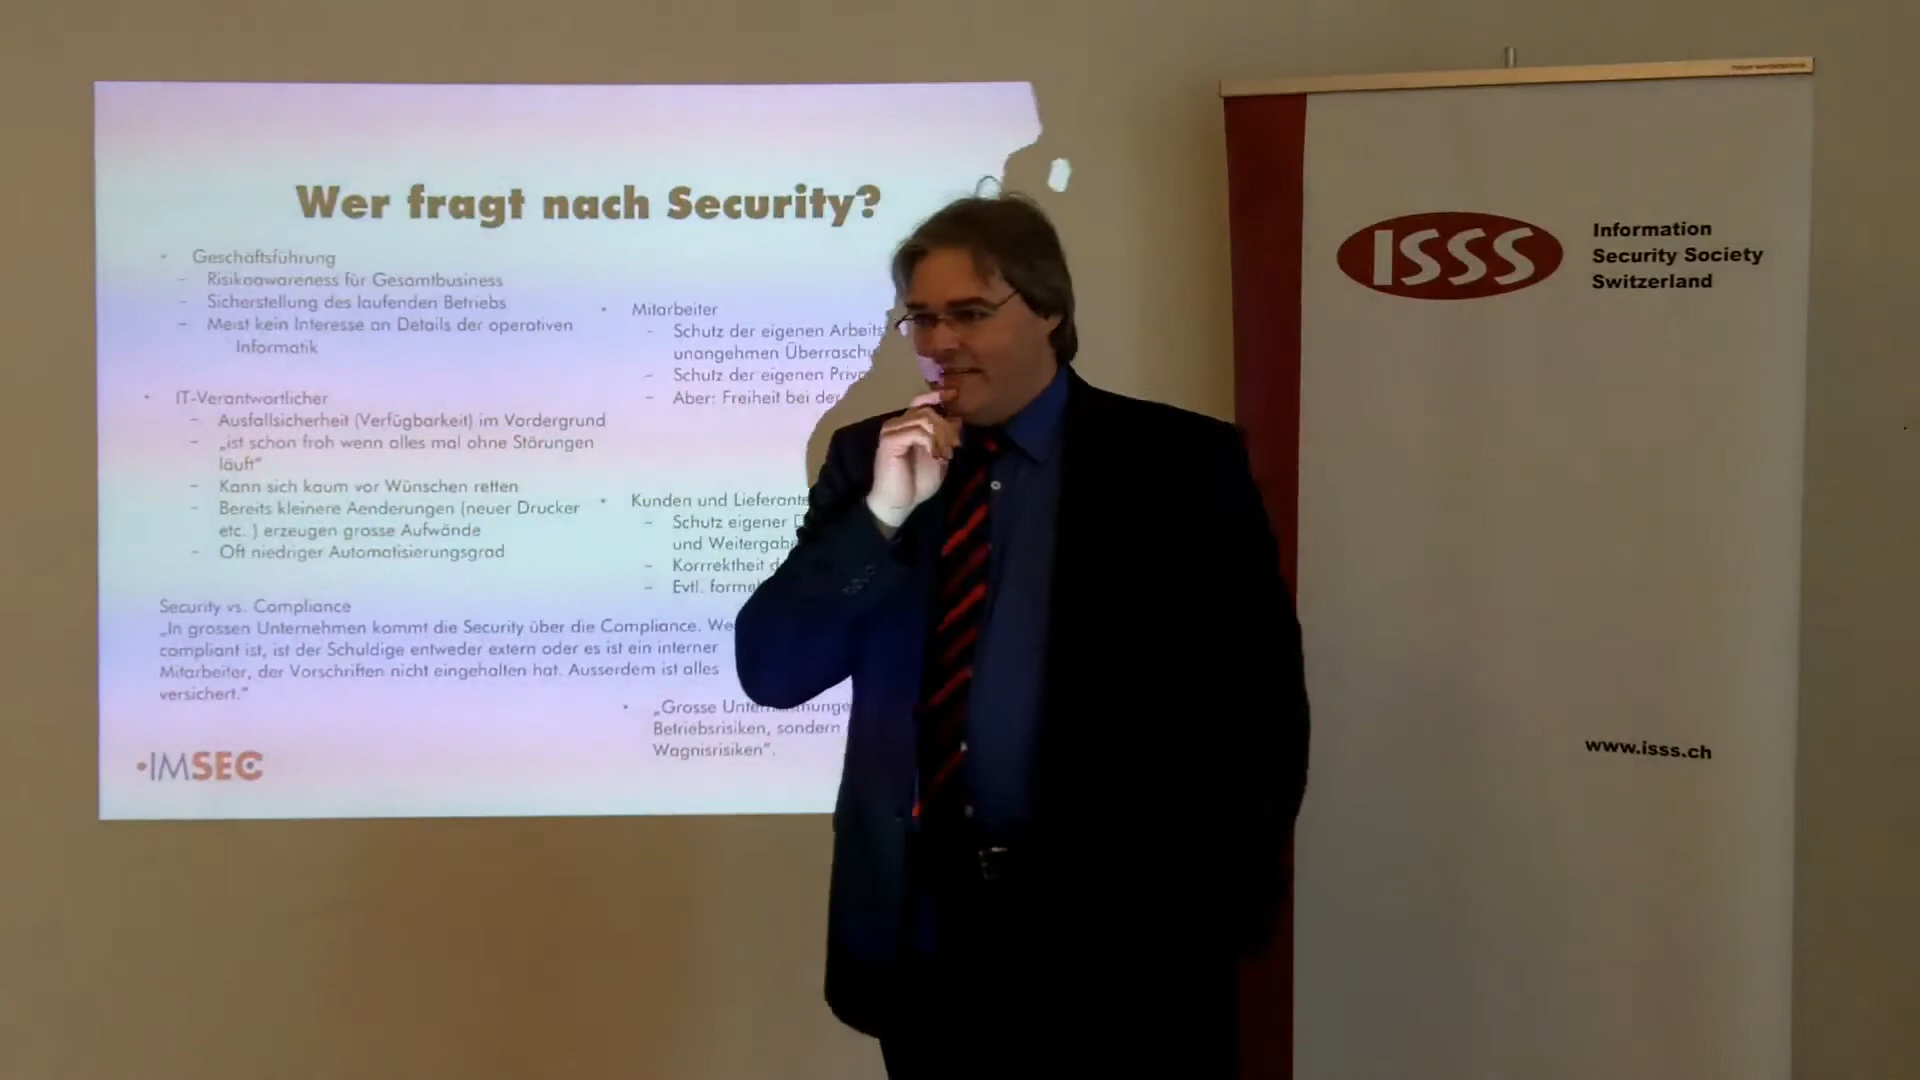 Wer fragt nach Security?
• Geschäftsführung
– Risikoawareness für Gesamtbusiness
– Sicherstellung des laufenden Betriebs
– Meist kein Interesse an Details der operativen
Informatik
• IT-Verantwortlicher
– Ausfallsicherheit (Verfügbarkeit) im Vordergrund
– „ist schon froh wenn alles mal ohne Störungen
läuft“
– Kann sich kaum vor Wünschen retten
– Bereits kleinere Aenderungen (neuer Drucker
etc. ) erzeugen grosse Aufwände
– Oft niedriger Automatisierungsgrad
• Mitarbeiter
– Schutz der eigenen Arbeits
unangehmen Überrasch
– Schutz der eigenen Priv
– Aber: Freiheit bei der
• Kunden und Lieferante
– Schutz eigener
und Weitergab
– Korrrektheit d
– Evtl. forme
Security vs. Compliance
„In grossen Unternehmen kommt die Security über die Compliance. We
compliant ist, ist der Schuldige entweder extern oder es ist ein interner
Mitarbeiter, der Vorschriften nicht eingehalten hat. Ausserdem ist alles
versichert.“
• „Grosse
Betriebsrisiken, sondern
Wagnisrisiken“.
•IMSEC
ISSS
Information
Security Society
Switzerland
www.isss.ch